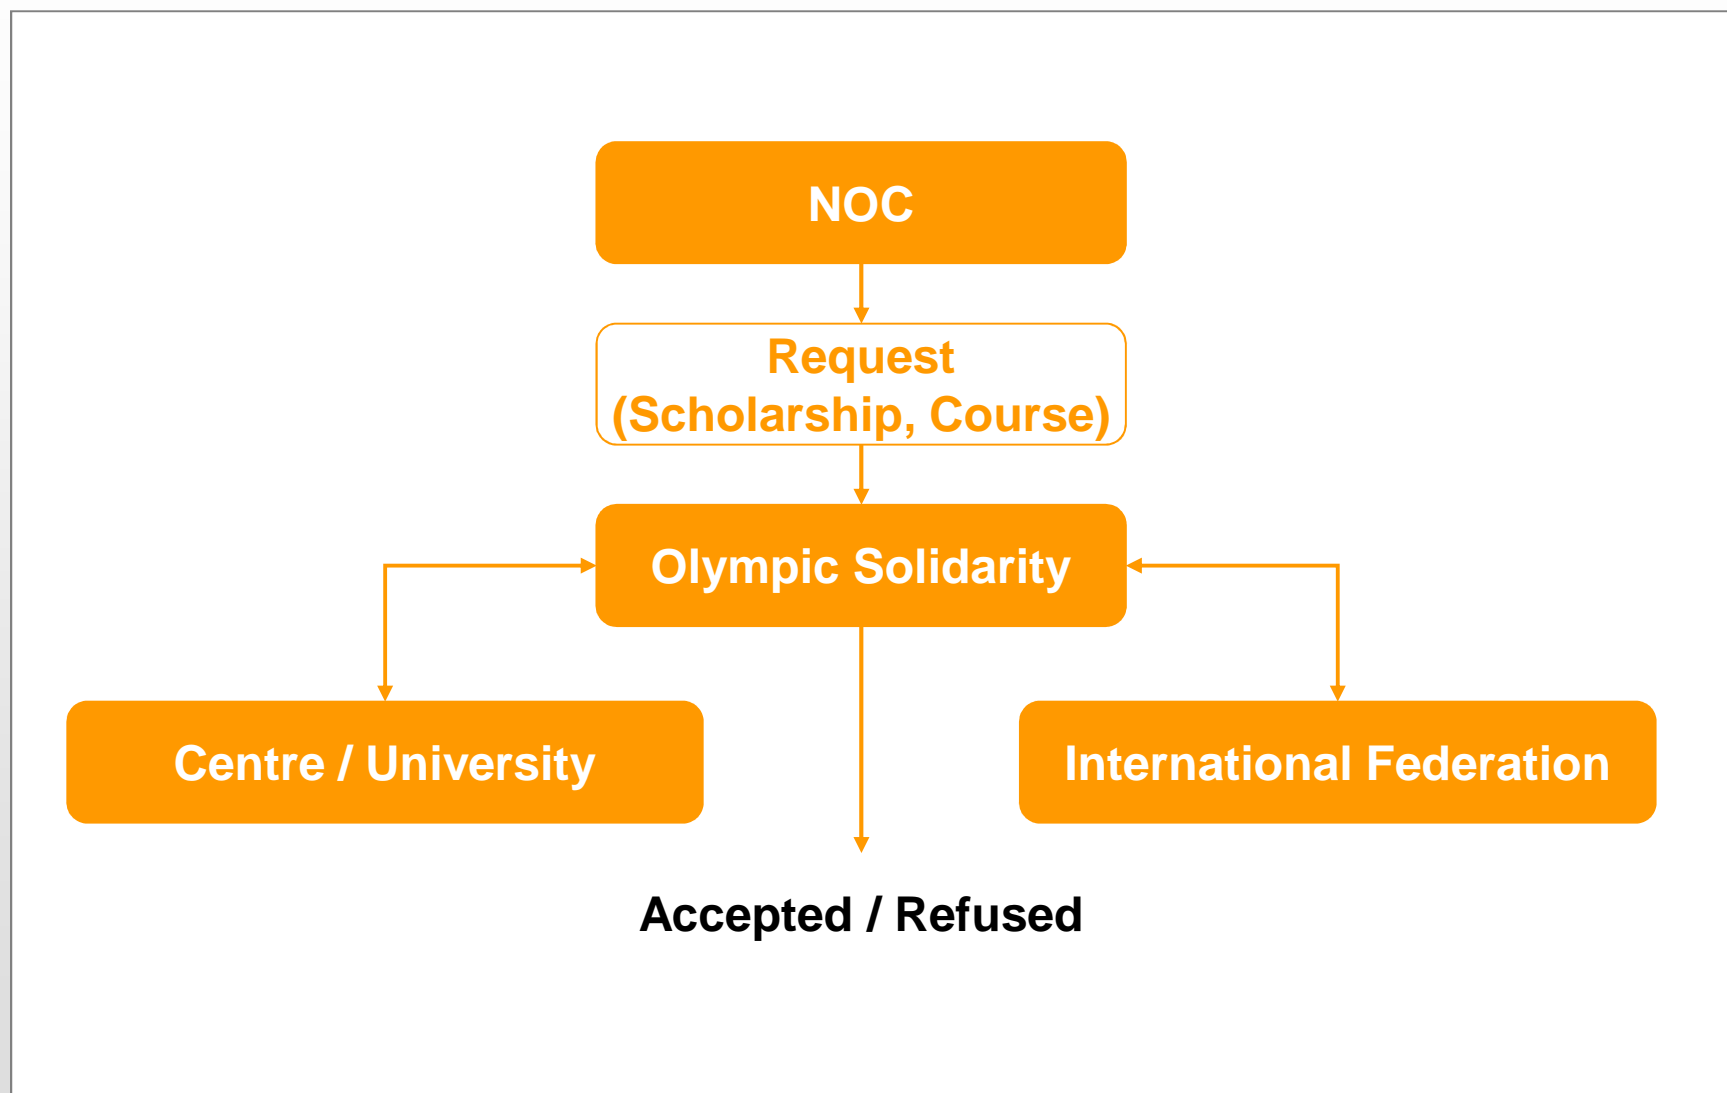 NOC
Request
(Scholarship, Course)
Olympic Solidarity
Centre / University
International Federation
Accepted / Refused